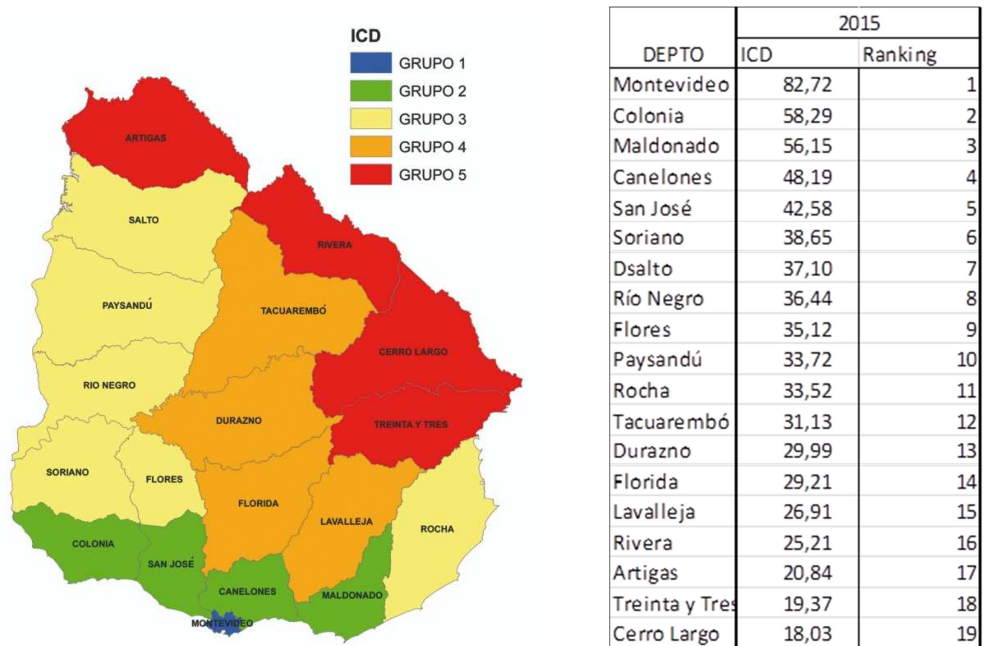 ICD
GRUPO 1
GRUPO 2
GRUPO 3
GRUPO 4
GRUPO 5
ARTIGAS
SALTO
RIVERA
PAYSANDÚ
TACUAREMBÓ
CERRO LARGO
RIO NEGRO
DURAZNO
TREINTA Y TRES
SORIANO
FLORES
FLORIDA
LAVALLEJA
ROCHA
COLONIA
SAN JOSÉ
CANELONES
MALDONADO
MONTEVIDEO
2015
DEPTO ICD Ranking
Montevideo 82,72 1
Colonia 58,29 2
Maldonado 56,15 3
Canelones 48,19 4
San José 42,58 5
Soriano 38,65 6
Dsalto 37,10 7
Río Negro 36,44 8
Flores 35,12 9
Paysandú 33,72 10
Rocha 33,52 11
Tacuarembó 31,13 12
Durazno 29,99 13
Florida 29,21 14
Lavalleja 26,91 15
Rivera 25,21 16
Artigas 20,84 17
Treinta y Tres 19,37 18
Cerro Largo 18,03 19